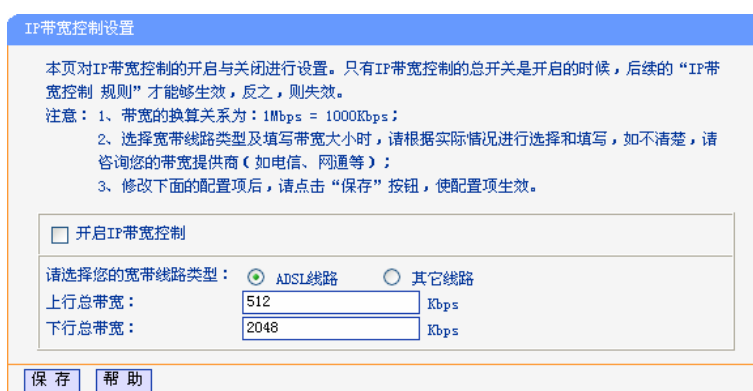 IP带宽控制设置
本页对IP带宽控制的开启与关闭进行设置。只有IP带宽控制的总开关是开启的时候，后续的“IP带
宽控制 规则”才能够生效，反之，则失效。
注意： 1、带宽的换算关系为：1Mbps = 1000Kbps；
2、选择宽带线路类型及填写带宽大小时，请根据实际情况进行选择和填写，如不清楚，请
咨询您的带宽提供商（如电信、网通等）；
3、修改下面的配置项后，请点击“保存”按钮，使配置项生效。
开启IP带宽控制
请选择您的宽带线路类型： ADSL线路 其它线路
上行总带宽： 512 Kbps
下行总带宽： 2048 Kbps
保 存 帮 助